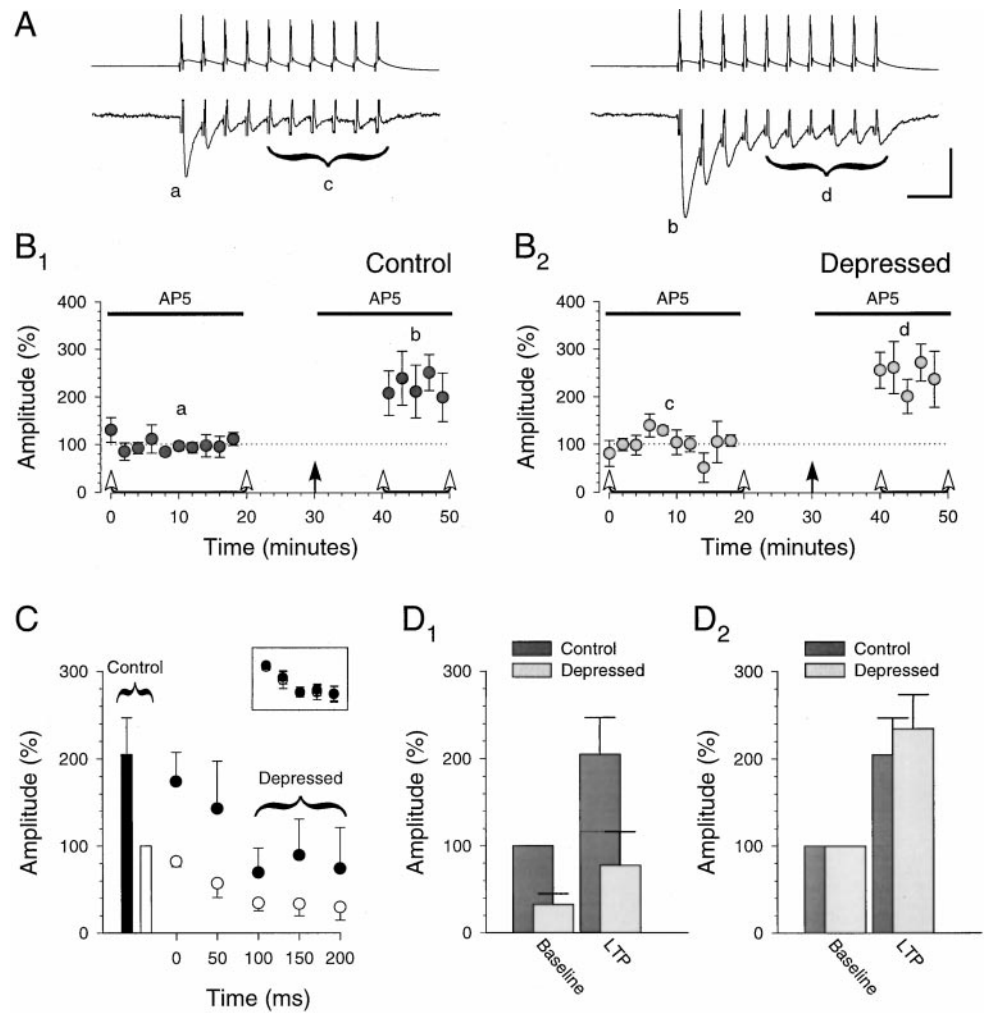 A
a
c
b
d
B1
Control
B2
Depressed
AP5
AP5
AP5
AP5
400
300
200
100
0
Amplitude (%)
a
b
0
10
20
30
40
50
Time (minutes)
400
300
200
100
0
Amplitude (%)
c
d
0
10
20
30
40
50
Time (minutes)
C
Control
Depressed
300
200
100
0
Amplitude (%)
0
50
100
150
200
Time (ms)
D1
Control
Depressed
300
200
100
0
Amplitude (%)
Baseline
LTP
D2
Control
Depressed
300
200
100
0
Amplitude (%)
Baseline
LTP